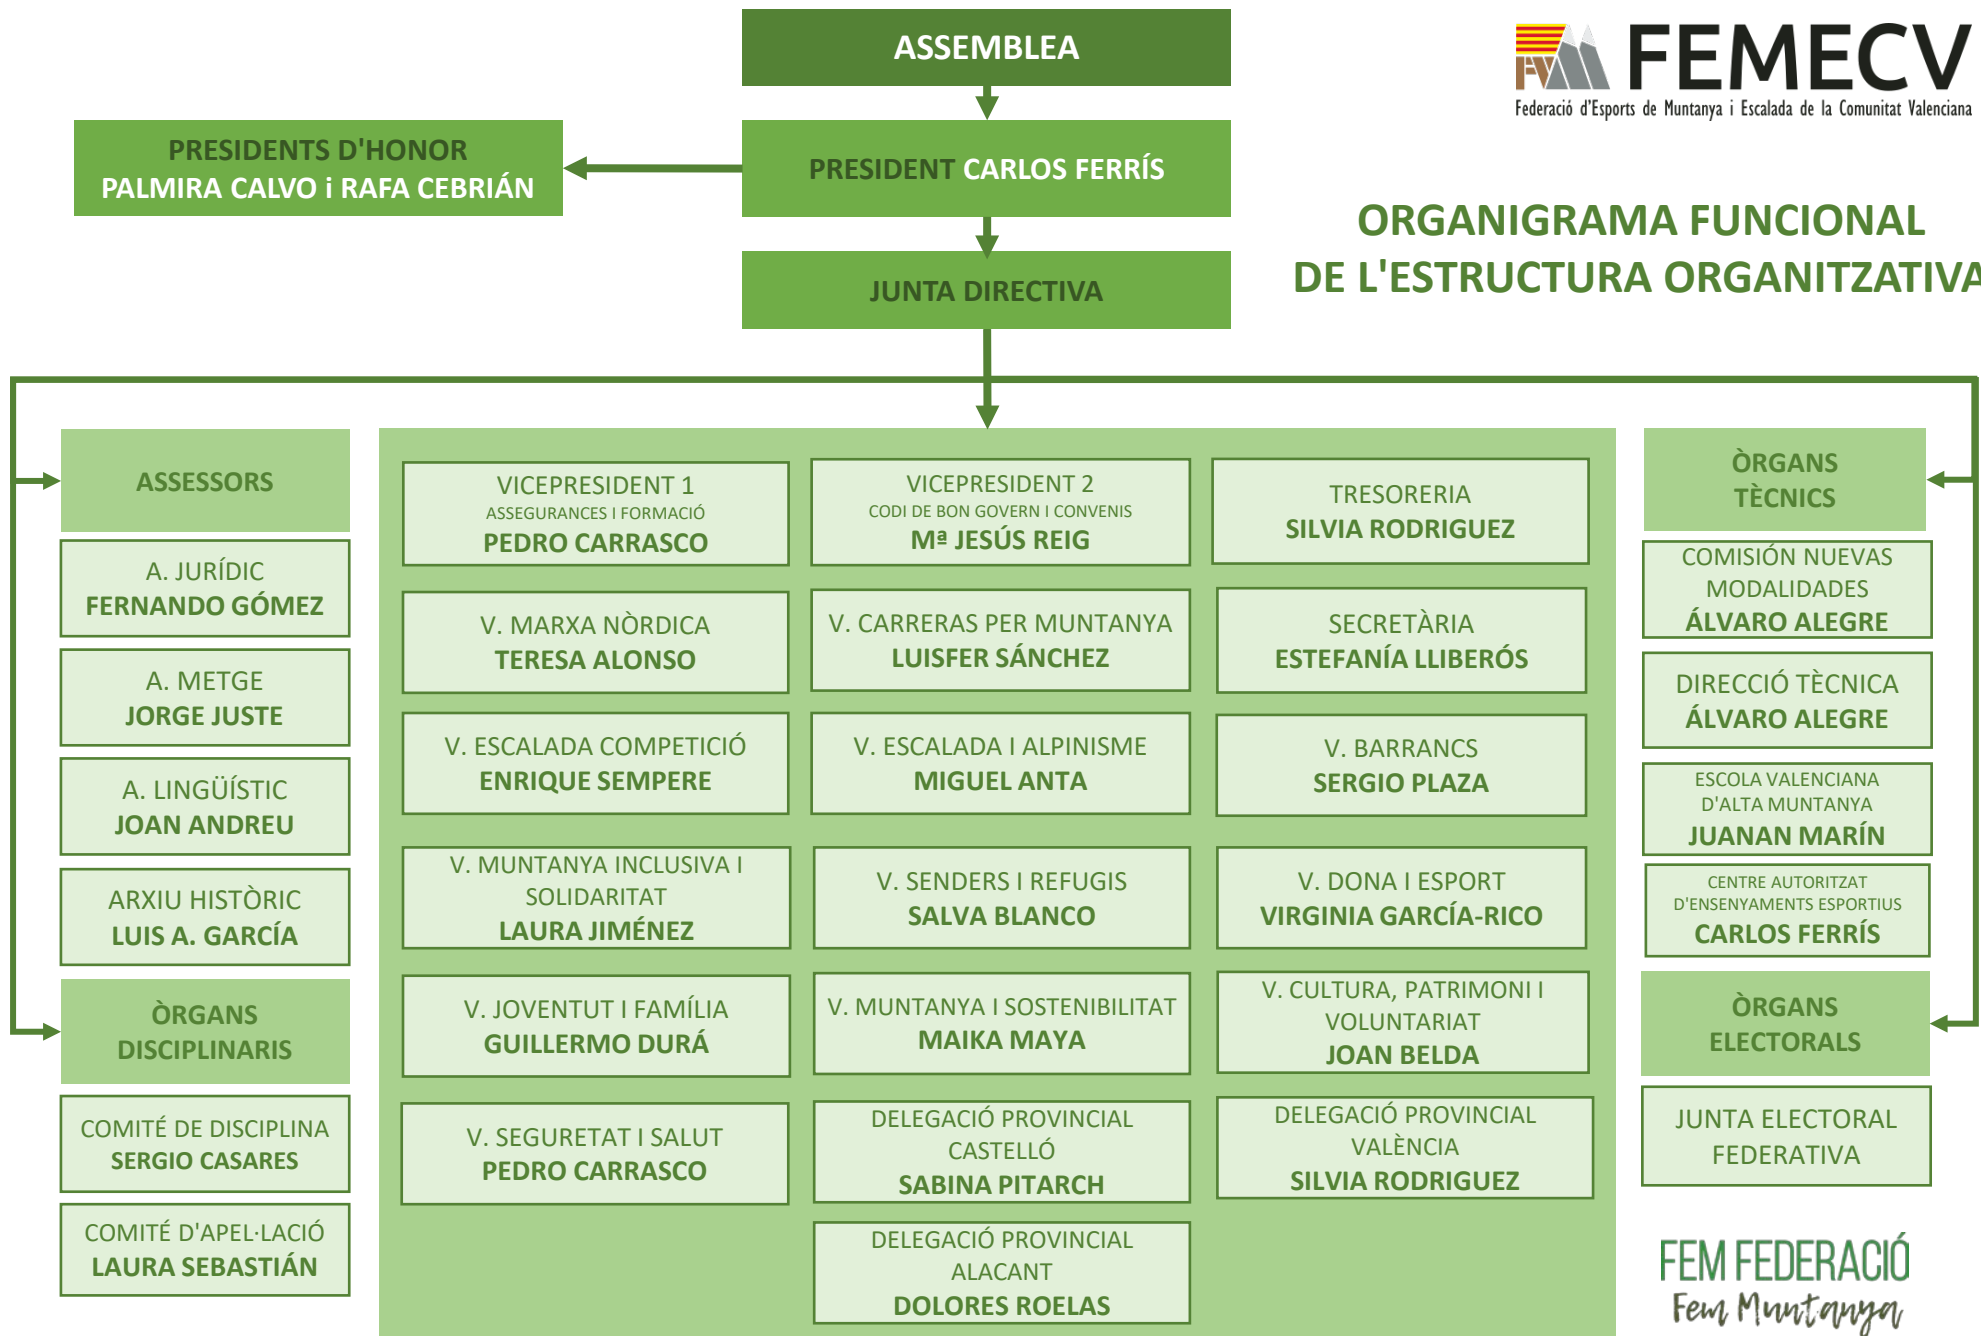 ASSEMBLEA
FEMECV
Federació d'Esports de Muntanya i Escalada de la Comunitat Valenciana
PRESIDENTS D'HONOR
PALMIRA CALVO i RAFA CEBRIÁN
PRESIDENT CARLOS FERRÍS
ORGANIGRAMA FUNCIONAL
DE L'ESTRUCTURA ORGANITZATIVA
JUNTA DIRECTIVA
ASSESSORS
A. JURÍDIC
FERNANDO GÓMEZ
A. METGE
JORGE JUSTE
A. LINGÜÍSTIC
JOAN ANDREU
ARXIU HISTÒRIC
LUIS A. GARCÍA
ÒRGANS
DISCIPLINARIS
COMITÉ DE DISCIPLINA
SERGIO CASARES
COMITÉ D'APEL·LACIÓ
LAURA SEBASTIÁN
VICEPRESIDENT 1
ASSEGURANCES I FORMACIÓ
PEDRO CARRASCO
VICEPRESIDENT 2
CODI DE BON GOVERN I CONVENIS
Mª JESÚS REIG
TRESORERIA
SILVIA RODRIGUEZ
V. MARXA NÒRDICA
TERESA ALONSO
V. CARRERAS PER MUNTANYA
LUISFER SÁNCHEZ
SECRETÀRIA
ESTEFANÍA LLIBERÓS
V. ESCALADA COMPETICIÓ
ENRIQUE SEMPERE
V. ESCALADA I ALPINISME
MIGUEL ANTA
V. BARRANCS
SERGIO PLAZA
V. MUNTANYA INCLUSIVA I
SOLIDARITAT
LAURA JIMÉNEZ
V. SENDERS I REFUGIS
SALVA BLANCO
V. DONA I ESPORT
VIRGINIA GARCÍA-RICO
V. JOVENTUT I FAMÍLIA
GUILLERMO DURÁ
V. MUNTANYA I SOSTENIBILITAT
MAIKA MAYA
V. CULTURA, PATRIMONI I
VOLUNTARIAT
JOAN BELDA
V. SEGURETAT I SALUT
PEDRO CARRASCO
DELEGACIÓ PROVINCIAL
CASTELLÓ
SABINA PITARCH
DELEGACIÓ PROVINCIAL
VALÈNCIA
SILVIA RODRIGUEZ
DELEGACIÓ PROVINCIAL
ALACANT
DOLORES ROELAS
ÒRGANS
TÈCNICS
COMISIÓN NUEVAS
MODALIDADES
ÁLVARO ALEGRE
DIRECCIÓ TÈCNICA
ÁLVARO ALEGRE
ESCOLA VALENCIANA
D'ALTA MUNTANYA
JUANAN MARÍN
CENTRE AUTORITZAT
D'ENSENYAMENTS ESPORTIUS
CARLOS FERRÍS
ÒRGANS
ELECTORALS
JUNTA ELECTORAL
FEDERATIVA
FEM FEDERACIÓ
Fem Muntanya